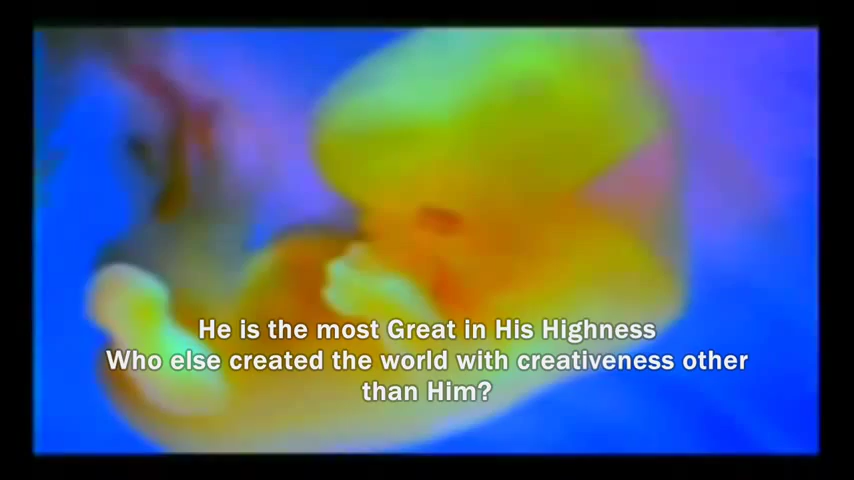 He is the most Great in His Highness
Who else created the world with creativeness other
than Him?